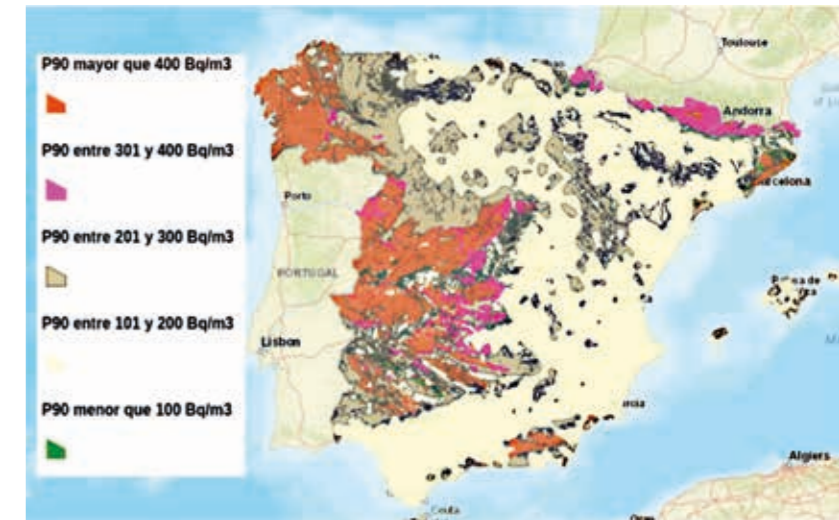 P90 mayor que 400 Bq/m3
P90 entre 301 y 400 Bq/m3
P90 entre 201 y 300 Bq/m3
P90 entre 101 y 200 Bq/m3
P90 menor que 100 Bq/m3
Toulouse
Andorra
Porto
PORTUGAL
Lisbon
Algiers
Ceuta